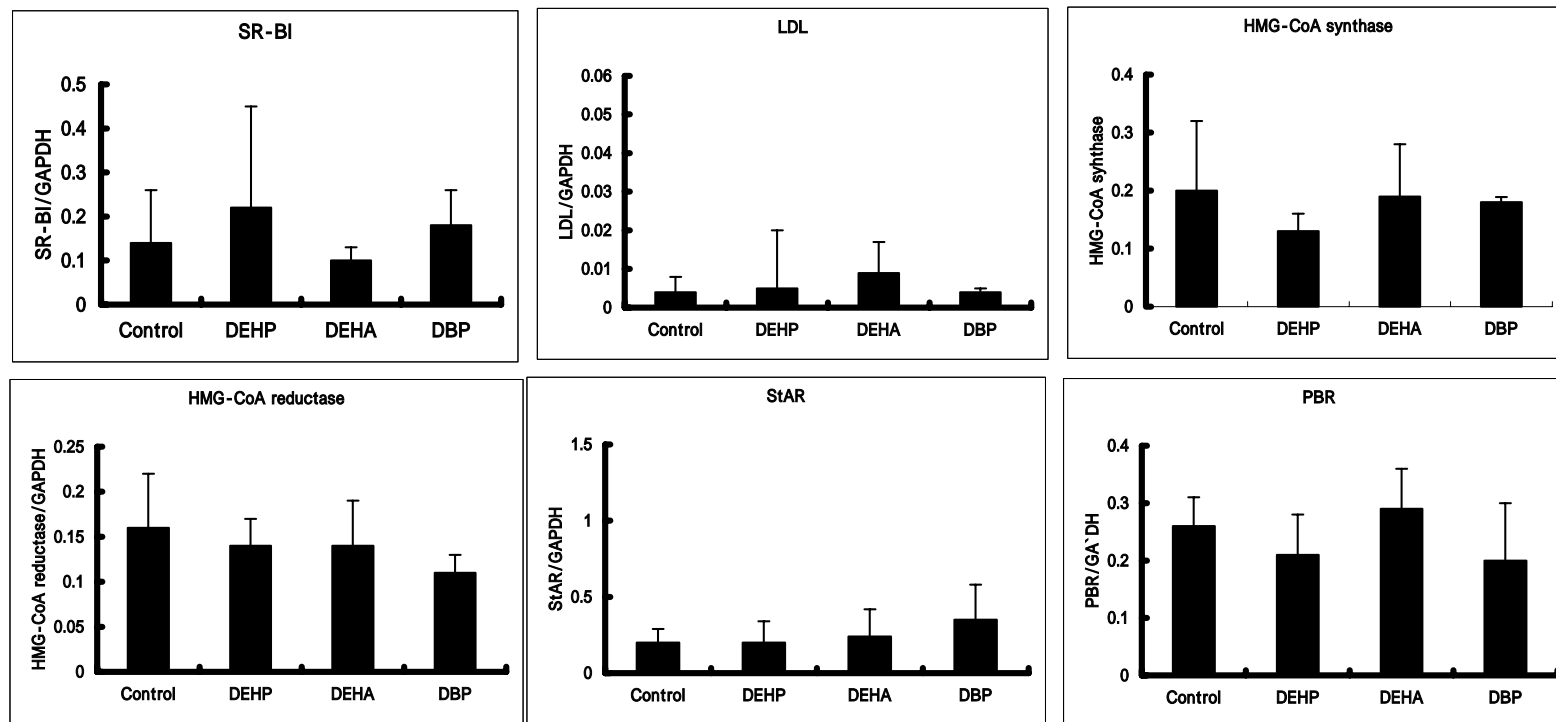 SR-BI
SR-BI/GAPDH
0.5
0.4
0.3
0.2
0.1
0
Control DEHP DEHA DBP
LDL
LDL/GAPDH
0.06
0.05
0.04
0.03
0.02
0.01
0
Control DEHP DEHA DBP
HMG-CoA synthase
HMG-CoA syhthase
0.4
0.3
0.2
0.1
0
Control DEHP DEHA DBP
HMG-CoA reductase
HMG-CoA reductase/GAPDH
0.25
0.2
0.15
0.1
0.05
0
Control DEHP DEHA DBP
StAR
StAR/GAPDH
1.5
1
0.5
0
Control DEHP DEHA DBP
PBR
PBR/GA`DH
0.4
0.3
0.2
0.1
0
Control DEHP DEHA DBP